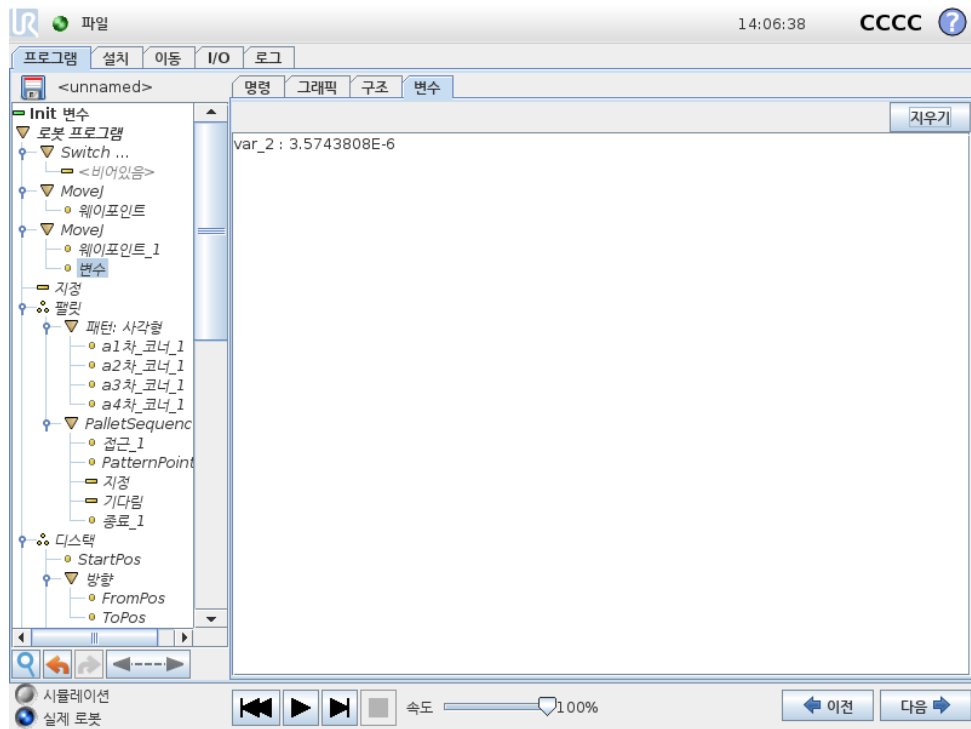 UR 파일 14:06:38 CCCC ?
프로그램 설치 이동 I/O 로그
<unnamed> 명령 그래픽 구조 변수
지우기
var_2 : 3.5743808E-6
Init 변수
로봇 프로그램
Switch ...
<비어있음>
MoveJ
웨이포인트
MoveJ
웨이포인트_1
변수
지정
팰릿
패턴: 사각형
a1차_코너_1
a2차_코너_1
a3차_코너_1
a4차_코너_1
PalletSequenc
접근_1
PatternPoint
지정
기다림
종료_1
디스택
StartPos
방향
FromPos
ToPos
시뮬레이션
실제 로봇
속도 100% 이전 다음